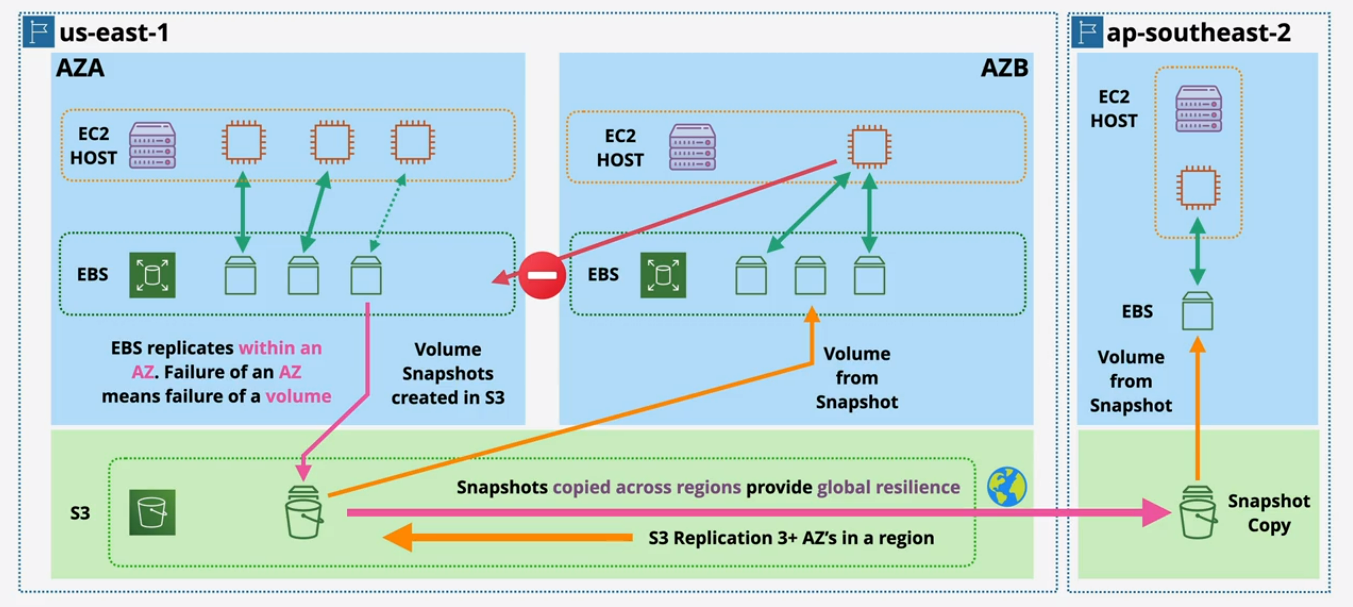 us-east-1
AZA
EC2
HOST
EBS
EBS replicates within an
AZ. Failure of an AZ
means failure of a volume
Volume
Snapshots
created in S3
AZB
EC2
HOST
EBS
Volume
from
Snapshot
S3
Snapshots copied across regions provide global resilience
S3 Replication 3+ AZ's in a region
ap-southeast-2
EC2
HOST
EBS
Volume
from
Snapshot
Snapshot
Copy